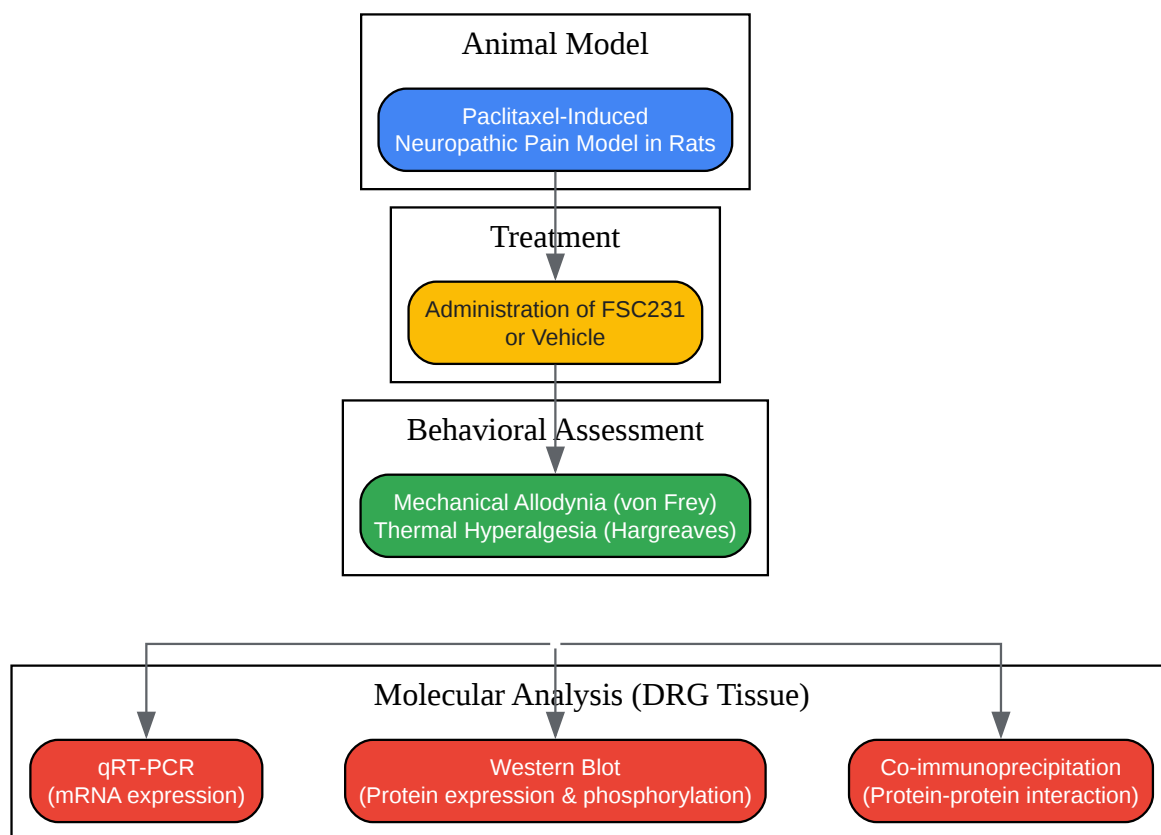 Animal Model
Paclitaxel-Induced
Neuropathic Pain Model in Rats
Treatment
Administration of FSC231
or Vehicle
Behavioral Assessment
Mechanical Allodynia (von Frey)
Thermal Hyperalgesia (Hargreaves)
Molecular Analysis (DRG Tissue)
qRT-PCR
(mRNA expression)
Western Blot
(Protein expression & phosphorylation)
Co-immunoprecipitation
(Protein-protein interaction)